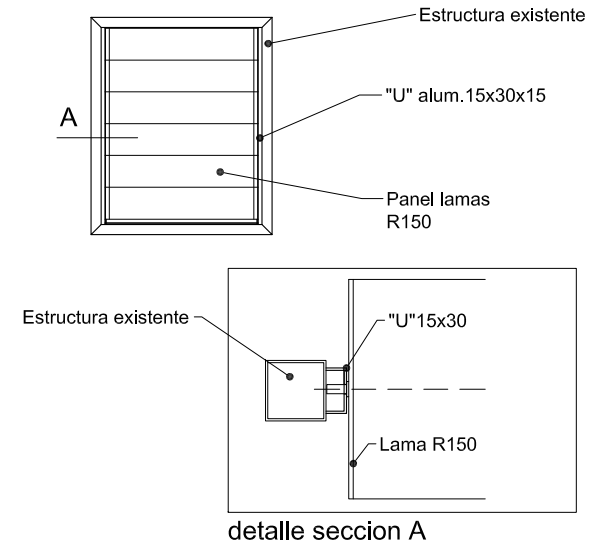 Estructura existente
"U" alum.15x30x15
A
Panel lamas
R150
Estructura existente
"U"15x30
Lama R150
detalle seccion A